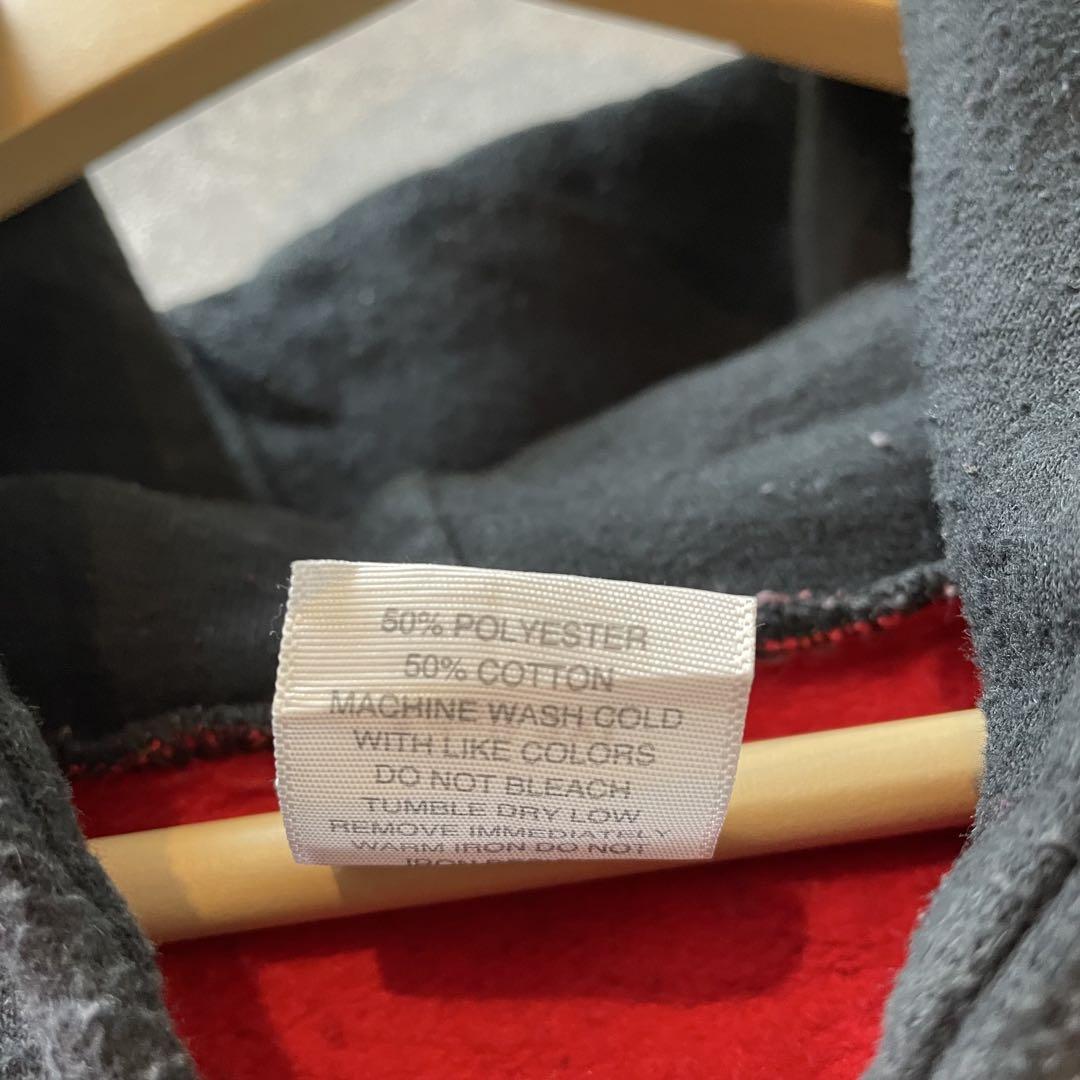 50% POLYESTER
50% COTTON
MACHINE WASH COLD
WITH LIKE COLORS
DO NOT BLEACH
TUMBLE DRY LOW
REMOVE IMMEDIATELY
WARM IRON DO NOT
IRON